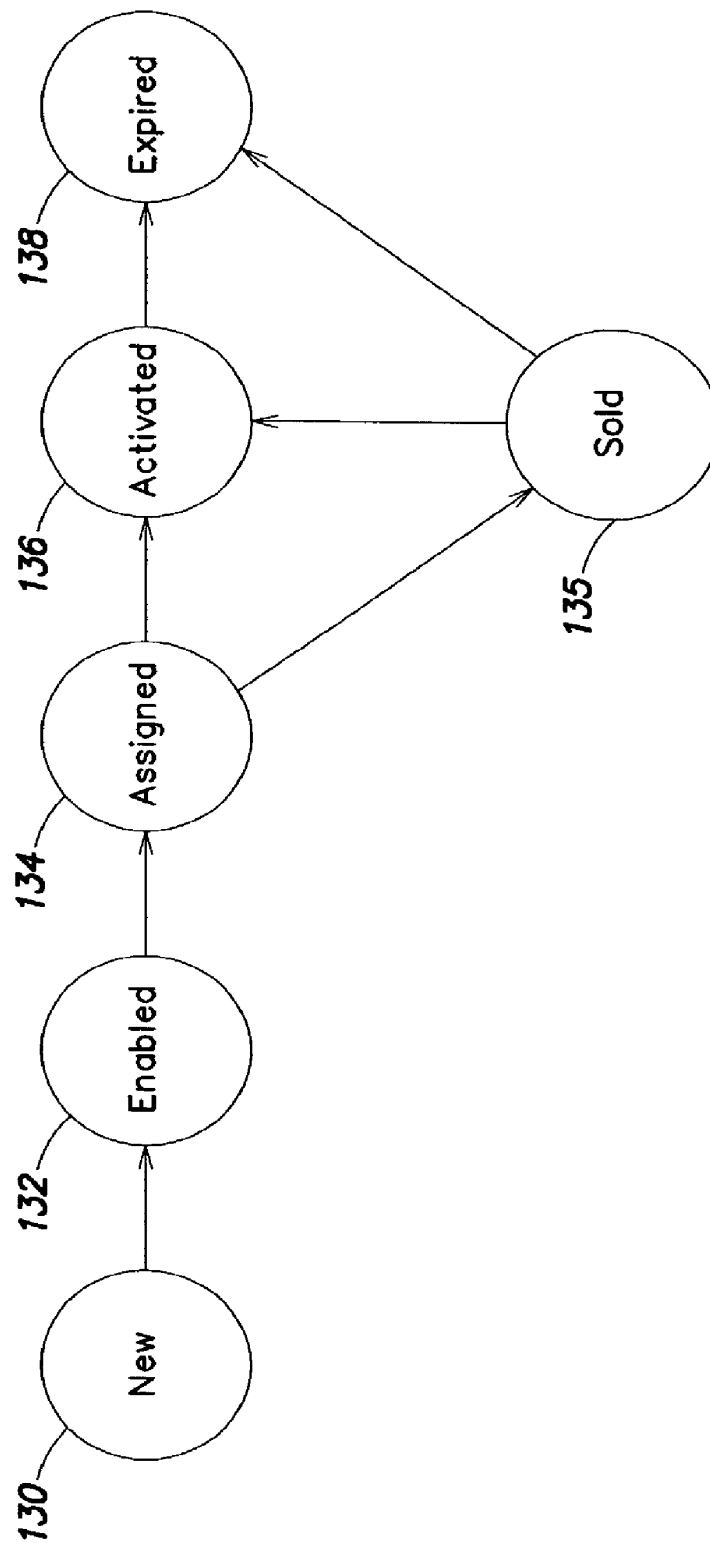 130
New
132
Enabled
134
Assigned
136
Activated
138
Expired
135
Sold